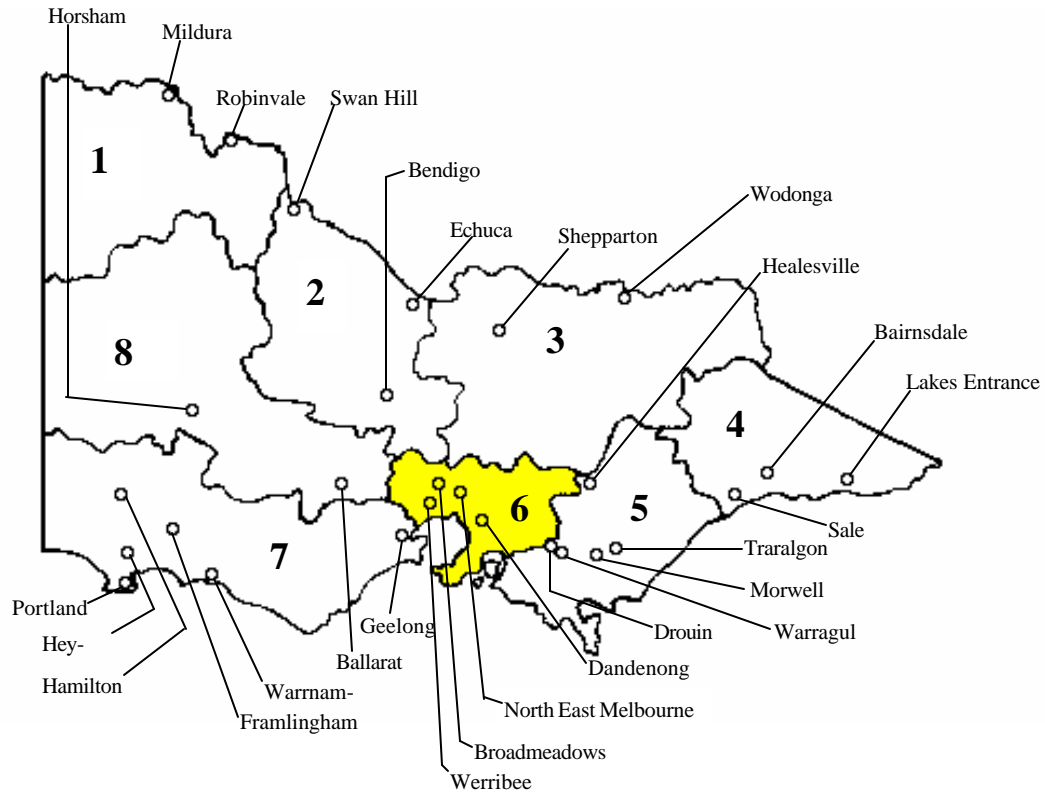 Horsham
Mildura
Robinvale
Swan Hill
1
Bendigo
Wodonga
Echuca
Shepparton
Healesville
2
Bairnsdale
3
8
Lakes Entrance
4
6
5
Sale
7
Traralgon
Morwell
Portland
Geelong
Drouin
Warragul
Hey-
Ballarat
Dandenong
Hamilton
Warrnam-
Framlingham
North East Melbourne
Broadmeadows
Werribee